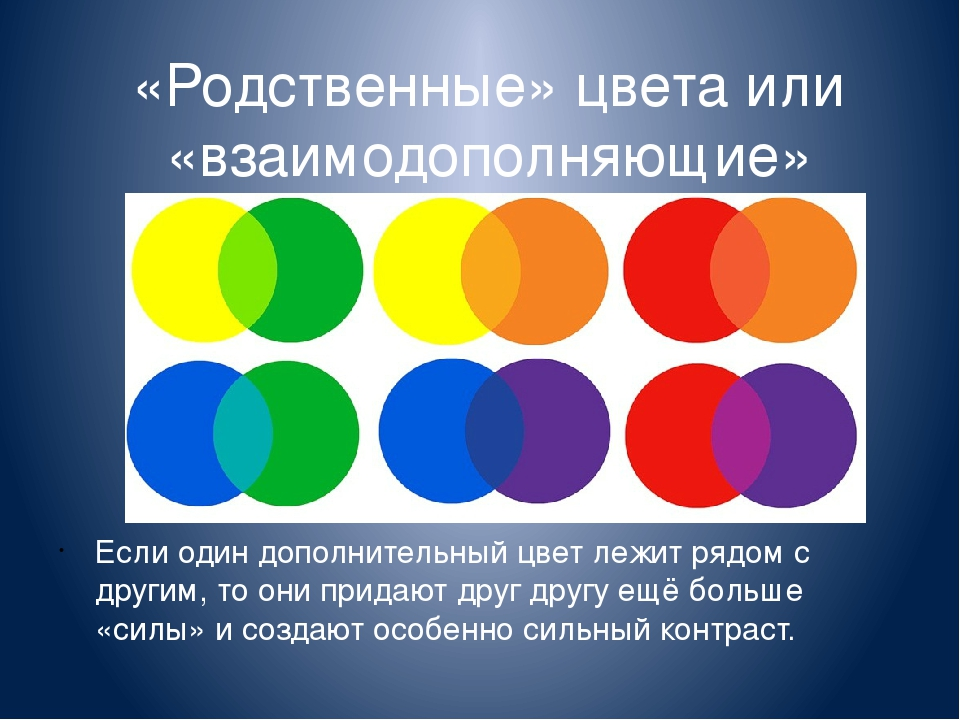 «Родственные» цвета или
«взаимодополняющие»
Если один дополнительный цвет лежит рядом с
другим, то они придают друг другу ещё больше
«силы» и создают особенно сильный контраст.